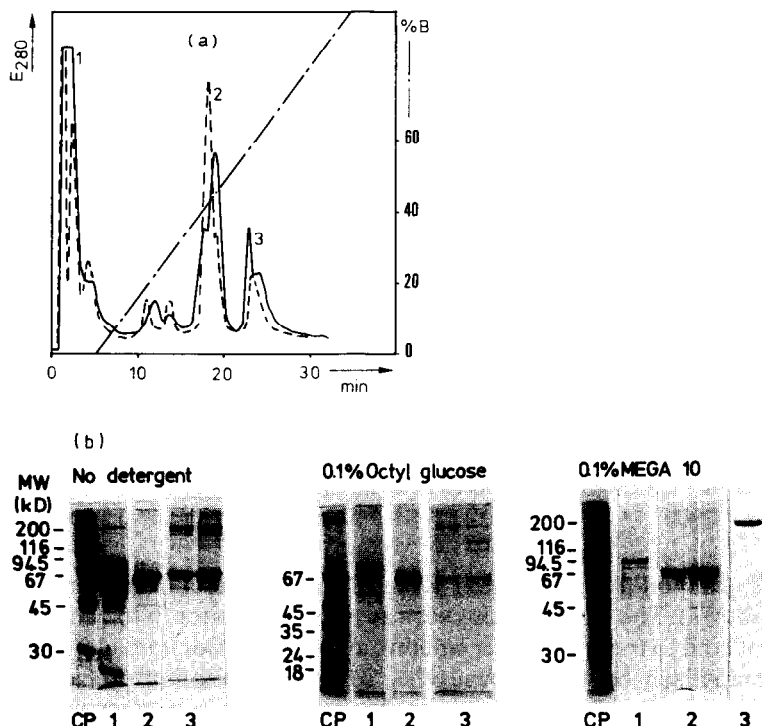 (a)
E280
%B
1
2
3
60
40
20
0
0 10 20 30
min
(b)
No detergent
0.1% Octyl glucose
0.1% MEGA 10
MW
(kD)
200-
116-
94.5
67
45-
30-
CP 1 2 3
67-
45-
35-
24-
18-
CP 1 2 3
200-
116-
94.5
67
45-
30-
CP 1 2 3